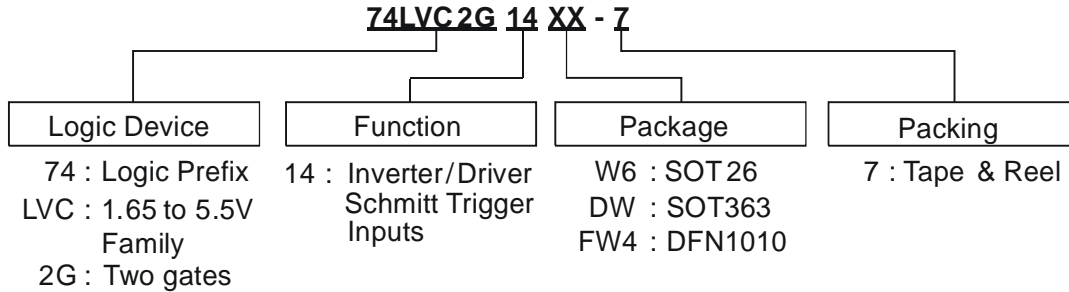 74LVC2G 14 XX - 7
Logic Device
74 : Logic Prefix
LVC : 1.65 to 5.5V
Family
2G : Two gates
Function
14 : Inverter/Driver
Schmitt Trigger
Inputs
Package
W6 : SOT26
DW : SOT363
FW4 : DFN1010
Packing
7 : Tape & Reel